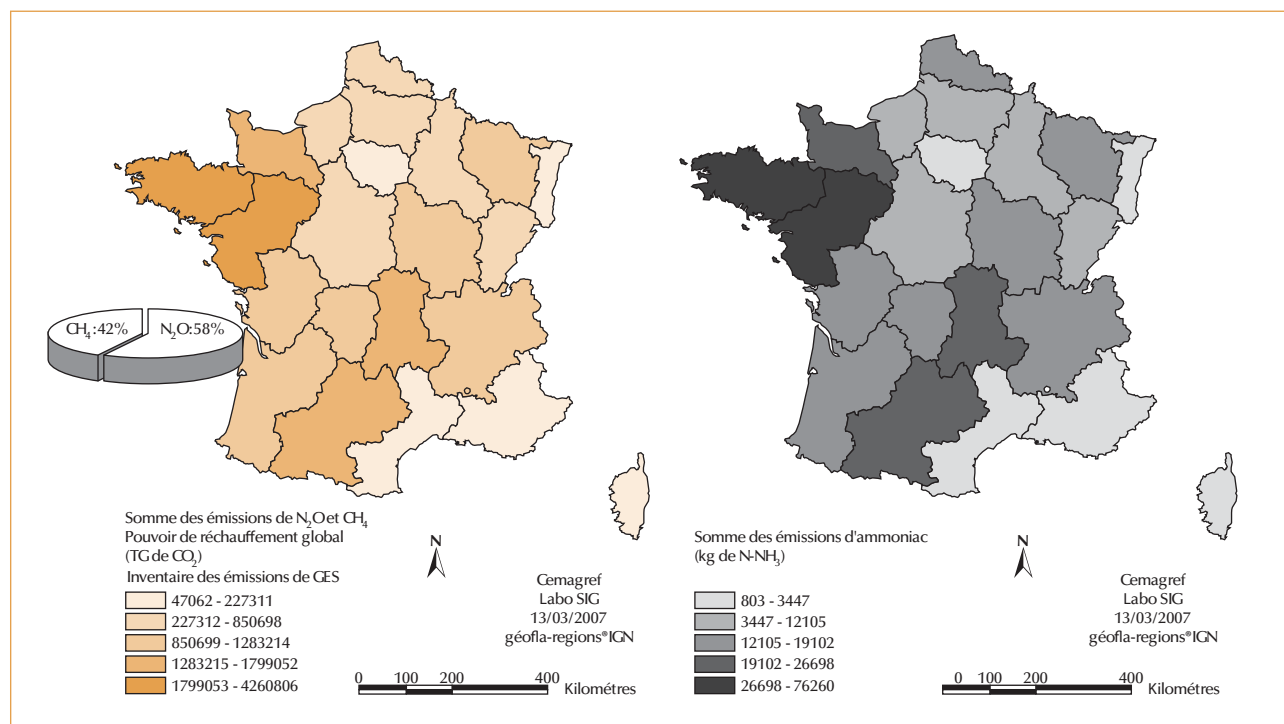 CH₄:42%
N₂O:58%
Somme des émissions de N₂O et CH₄
Pouvoir de réchauffement global
(TG de CO₂)
Inventaire des émissions de GES
47062 - 227311
227312 - 850698
850699 - 1283214
1283215 - 1799052
1799053 - 4260806
N
Cemagref
Labo SIG
13/03/2007
géofla-regions®IGN
0 100 200 400 Kilométres
Somme des émissions d'ammoniac
(kg de N-NH₃)
803 - 3447
3447 - 12105
12105 - 19102
19102 - 26698
26698 - 76260
N
Cemagref
Labo SIG
13/03/2007
géofla-regions®IGN
0 100 200 400 Kilométres